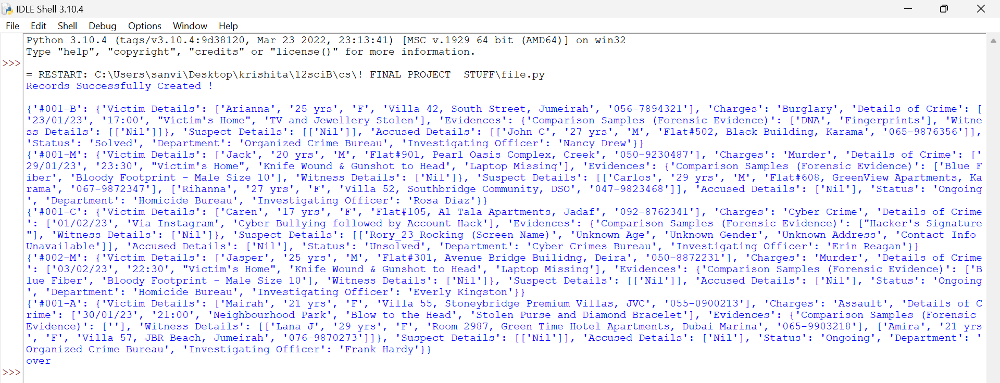 IDLE Shell 3.10.4
File Edit Shell Debug Options Window Help
Python 3.10.4 (tags/v3.10.4:9d38120, Mar 23 2022, 23:13:41) [MSC v.1929 64 bit (AMD64)] on win32
Type "help", "copyright", "credits" or "license()" for more information.
>>>
= RESTART: C:\Users\sanvi\Desktop\krishita\12sciB\cs\! FINAL PROJECT  STUFF\file.py
Records Successfully Created !
{'#001-B': {'Victim Details': ['Arianna', '25 yrs', 'F', 'Villa 42, South Street, Jumeirah', '056-7894321'], 'Charges': 'Burglary', 'Details of Crime': [
'23/01/23', '17:00', "Victim's Home", 'TV and Jewellery Stolen'], 'Evidences': {'Comparison Samples (Forensic Evidence)': ['DNA', 'Fingerprints'], 'Witne
ss Details': [['Nil']]}, 'Suspect Details': [['Nil']], 'Accused Details': [['John C', '27 yrs', 'M', 'Flat#502, Black Building, Karama', '065-9876356']],
'Status': 'Solved', 'Department': 'Organized Crime Bureau', 'Investigating Officer': 'Nancy Drew'}}
{'#001-M': {'Victim Details': ['Jack', '20 yrs', 'M', 'Flat#901, Pearl Oasis Complex, Creek', '050-9230487'], 'Charges': 'Murder', 'Details of Crime': ['
29/01/23', '23:30', "Victim's Home", 'Knife Wound & Gunshot to Head', 'Laptop Missing'], 'Evidences': {'Comparison Samples (Forensic Evidence)': ['Blue F
iber', 'Bloody Footprint - Male Size 10'], 'Witness Details': ['Nil']}, 'Suspect Details': [['Carlos', '29 yrs', 'M', 'Flat#608, GreenView Apartments, Ka
rama', '067-9872347'], ['Rihanna', '27 yrs', 'F', 'Villa 52, Southbridge Community, DSO', '047-9823468']], 'Accused Details': ['Nil'], 'Status': 'Ongoing
', 'Department': 'Homicide Bureau', 'Investigating Officer': 'Rosa Diaz'}}
{'#001-C': {'Victim Details': ['Caren', '17 yrs', 'F', 'Flat#105, Al Tala Apartments, Jadaf', '092-8762341'], 'Charges': 'Cyber Crime', 'Details of Crime
': ['01/02/23', 'Via Instagram', 'Cyber Bullying followed by Account Hack'], 'Evidences': {'Comparison Samples (Forensic Evidence)': ["Hacker's Signature
"], 'Witness Details': ['Nil']}, 'Suspect Details': [['Rory_23_Rocking (Screen Name)', 'Unknown Age', 'Unknown Gender', 'Unknown Address', 'Contact Info
Unavailable']], 'Accused Details': ['Nil'], 'Status': 'Unsolved', 'Department': 'Cyber Crimes Bureau', 'Investigating Officer': 'Erin Reagan'}}
{'#002-M': {'Victim Details': ['Jasper', '25 yrs', 'M', 'Flat#301, Avenue Bridge Builidng, Deira', '050-8872231'], 'Charges': 'Murder', 'Details of Crime
': ['03/02/23', '22:30', "Victim's Home", 'Knife Wound & Gunshot to Head', 'Laptop Missing'], 'Evidences': {'Comparison Samples (Forensic Evidence)': ['B
lue Fiber', 'Bloody Footprint - Male Size 10'], 'Witness Details': ['Nil']}, 'Suspect Details': [['Nil']], 'Accused Details': ['Nil'], 'Status': 'Ongoing
', 'Department': 'Homicide Bureau', 'Investigating Officer': 'Everly Kingston'}}
{'#001-A': {'Victim Details': ['Mairah', '21 yrs', 'F', 'Villa 55, Stoneybridge Premium Villas, JVC', '055-0900213'], 'Charges': 'Assault', 'Details of C
rime': ['30/01/23', '21:00', 'Neighbourhood Park', 'Blow to the Head', 'Stolen Purse and Diamond Bracelet'], 'Evidences': {'Comparison Samples (Forensic
Evidence)': [''], 'Witness Details': [['Lana J', '29 yrs', 'F', 'Room 2987, Green Time Hotel Apartments, Dubai Marina', '065-9903218'], ['Amira', '21 yrs
', 'F', 'Villa 57, JBR Beach, Jumeirah', '076-9870273']]}, 'Suspect Details': [['Nil']], 'Accused Details': ['Nil'], 'Status': 'Ongoing', 'Department': '
Organized Crime Bureau', 'Investigating Officer': 'Frank Hardy'}}
over
>>>